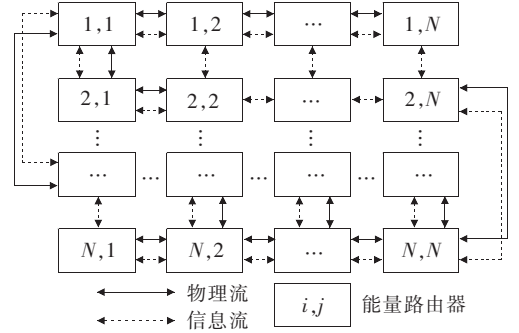 1,1 1,2 ... 1,N
2,1 2,2 ... 2,N
⋮ ⋮ ⋮ ⋮
... ... ... ... ... ... ...
N,1 N,2 ... N,N
物理流 i,j 能量路由器
信息流